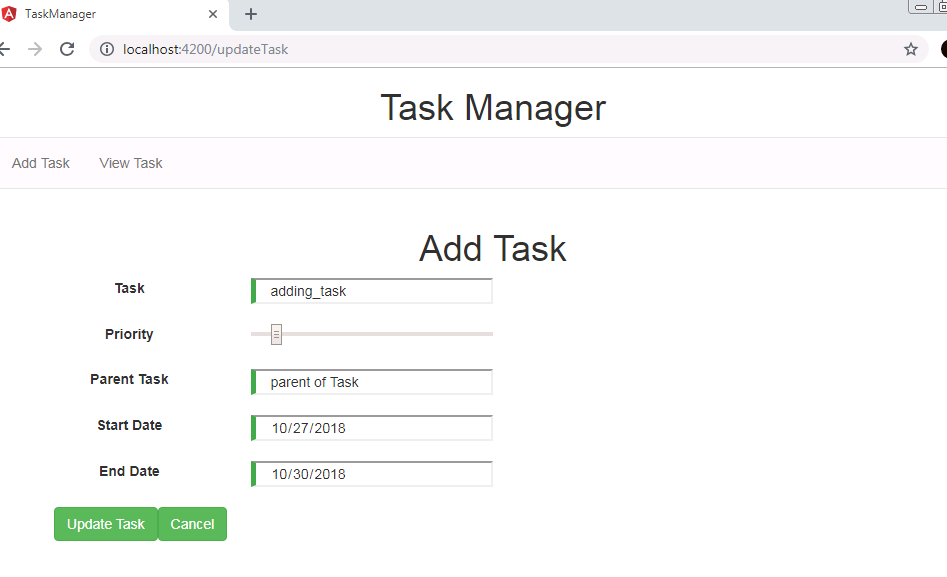 TaskManager
localhost:4200/updateTask
Task Manager
Add Task View Task
Add Task
Task adding_task
Priority
Parent Task parent of Task
Start Date 10/27/2018
End Date 10/30/2018
Update Task Cancel